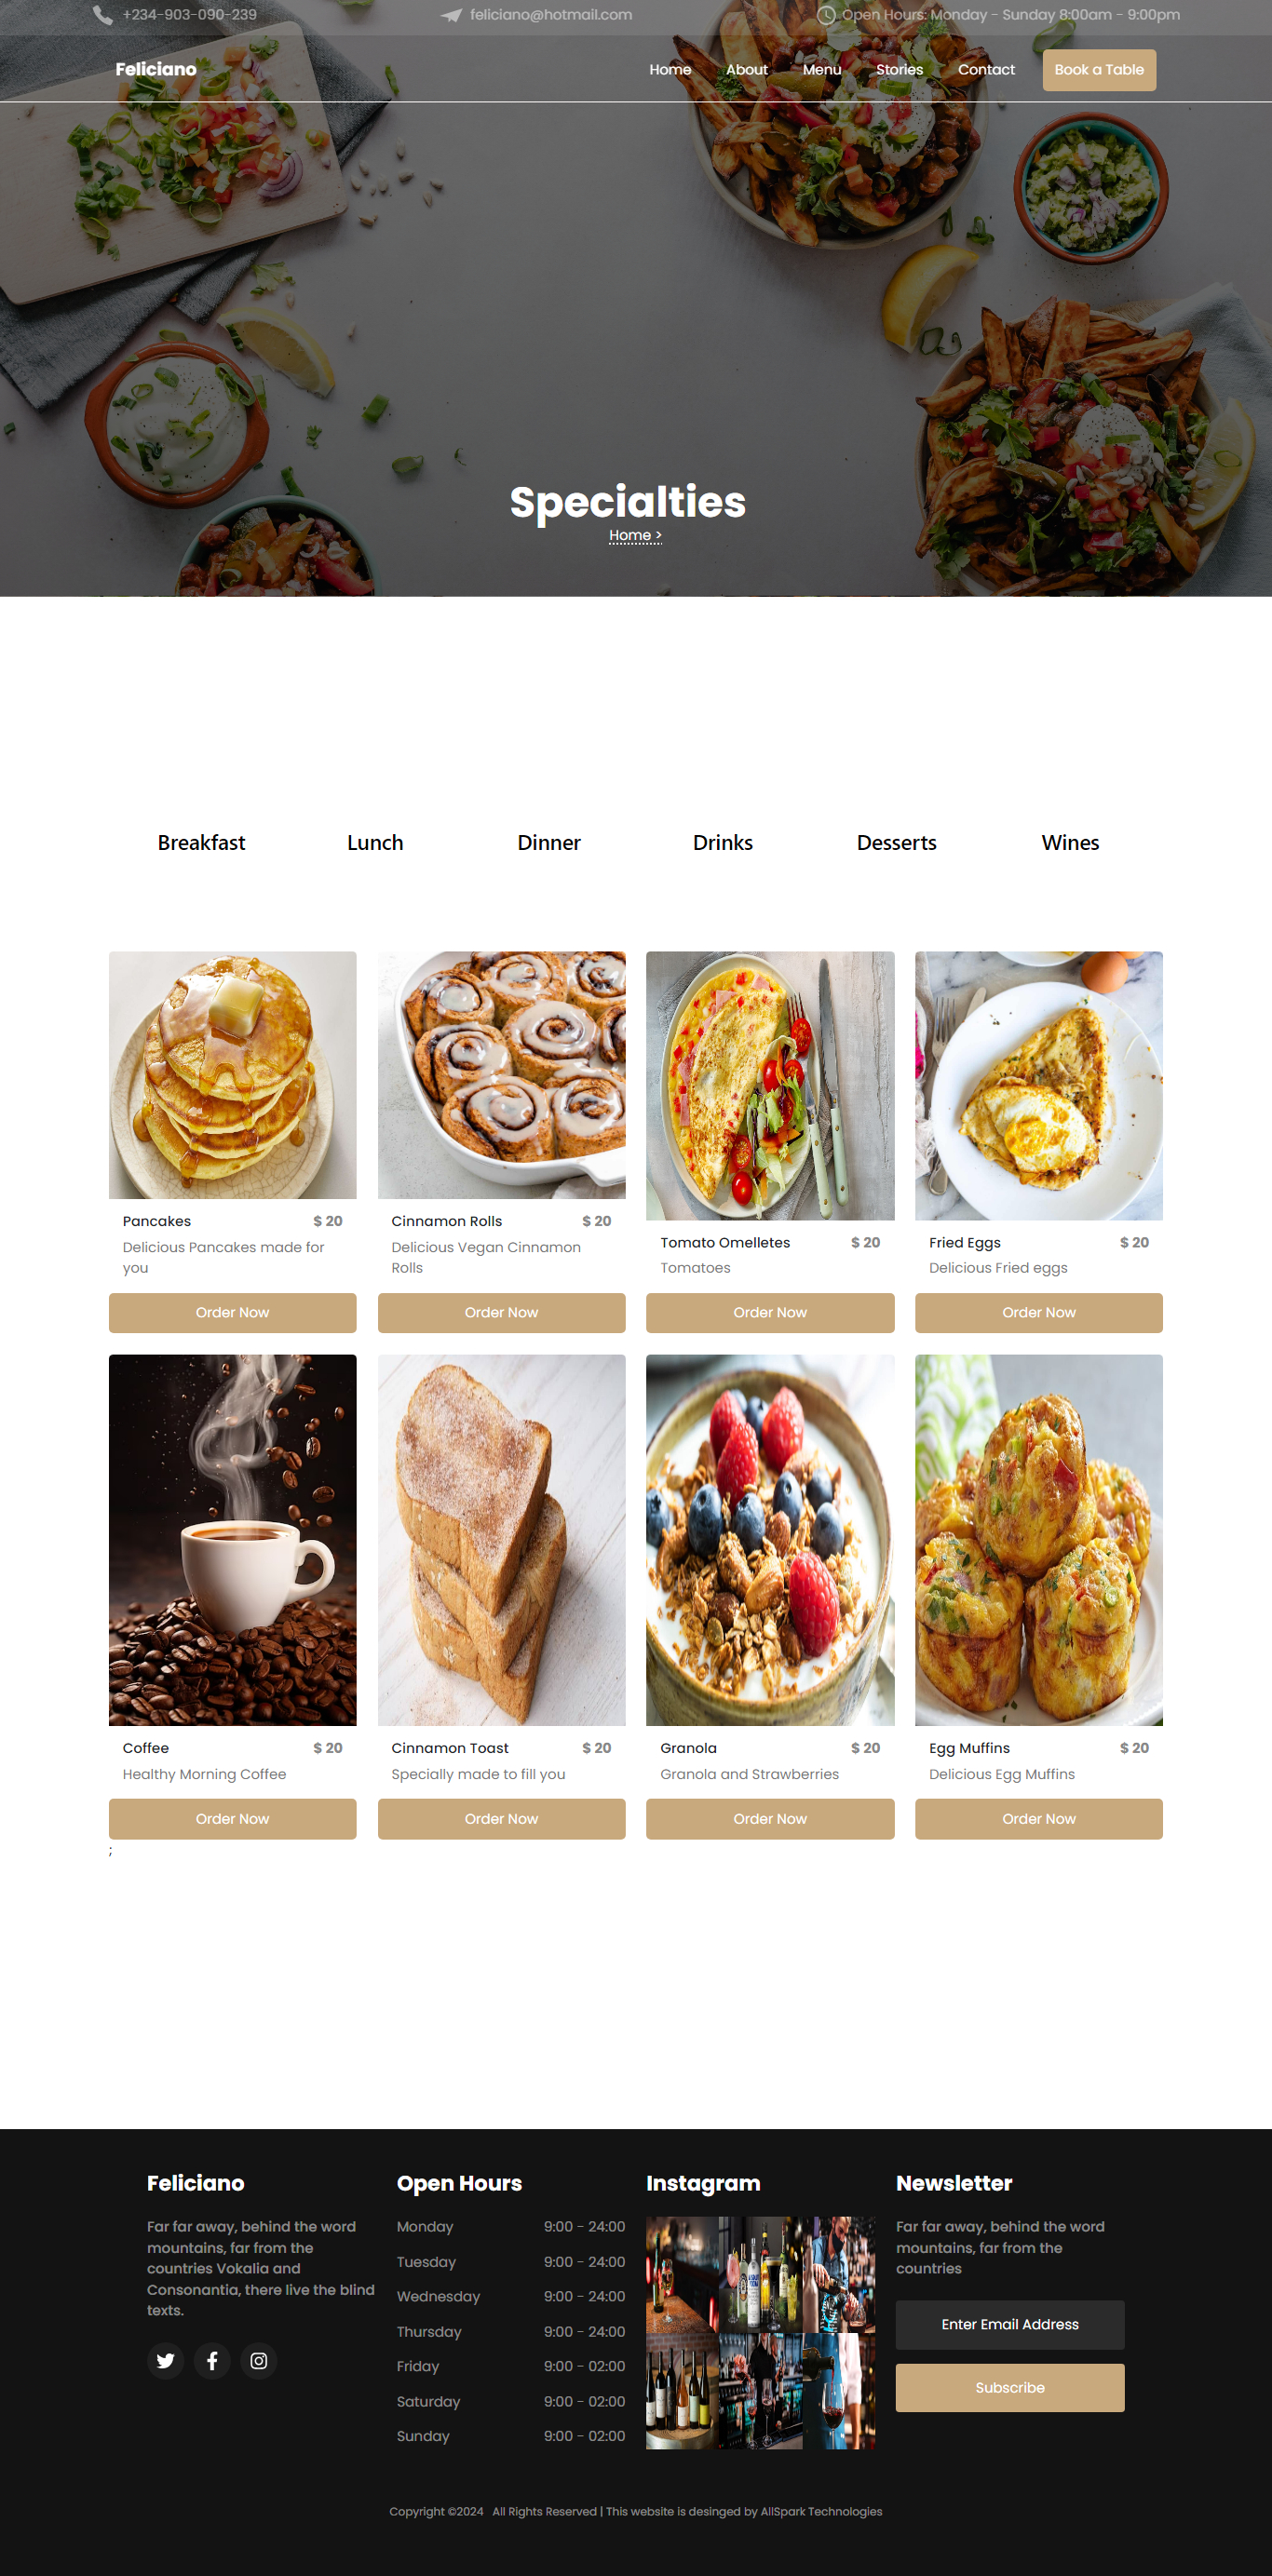 +234-903-090-239
feliciano@hotmail.com
Open Hours: Monday - Sunday 8:00am - 9:00pm
Feliciano
Home
About
Menu
Stories
Contact
Book a Table
Specialties
Home >
Breakfast
Lunch
Dinner
Drinks
Desserts
Wines
Pancakes
$ 20
Delicious Pancakes made for
you
Order Now
Cinnamon Rolls
$ 20
Delicious Vegan Cinnamon
Rolls
Order Now
Tomato Omelletes
$ 20
Tomatoes
Order Now
Fried Eggs
$ 20
Delicious Fried eggs
Order Now
Coffee
$ 20
Healthy Morning Coffee
Order Now
Cinnamon Toast
$ 20
Specially made to fill you
Order Now
Granola
$ 20
Granola and Strawberries
Order Now
Egg Muffins
$ 20
Delicious Egg Muffins
Order Now
;
Feliciano
Far far away, behind the word
mountains, far from the
countries Vokalia and
Consonantia, there live the blind
texts.
Open Hours
Monday 9:00 - 24:00
Tuesday 9:00 - 24:00
Wednesday 9:00 - 24:00
Thursday 9:00 - 24:00
Friday 9:00 - 02:00
Saturday 9:00 - 02:00
Sunday 9:00 - 02:00
Instagram
Newsletter
Far far away, behind the word
mountains, far from the
countries
Enter Email Address
Subscribe
Copyright ©2024 All Rights Reserved | This website is desinged by AllSpark Technologies